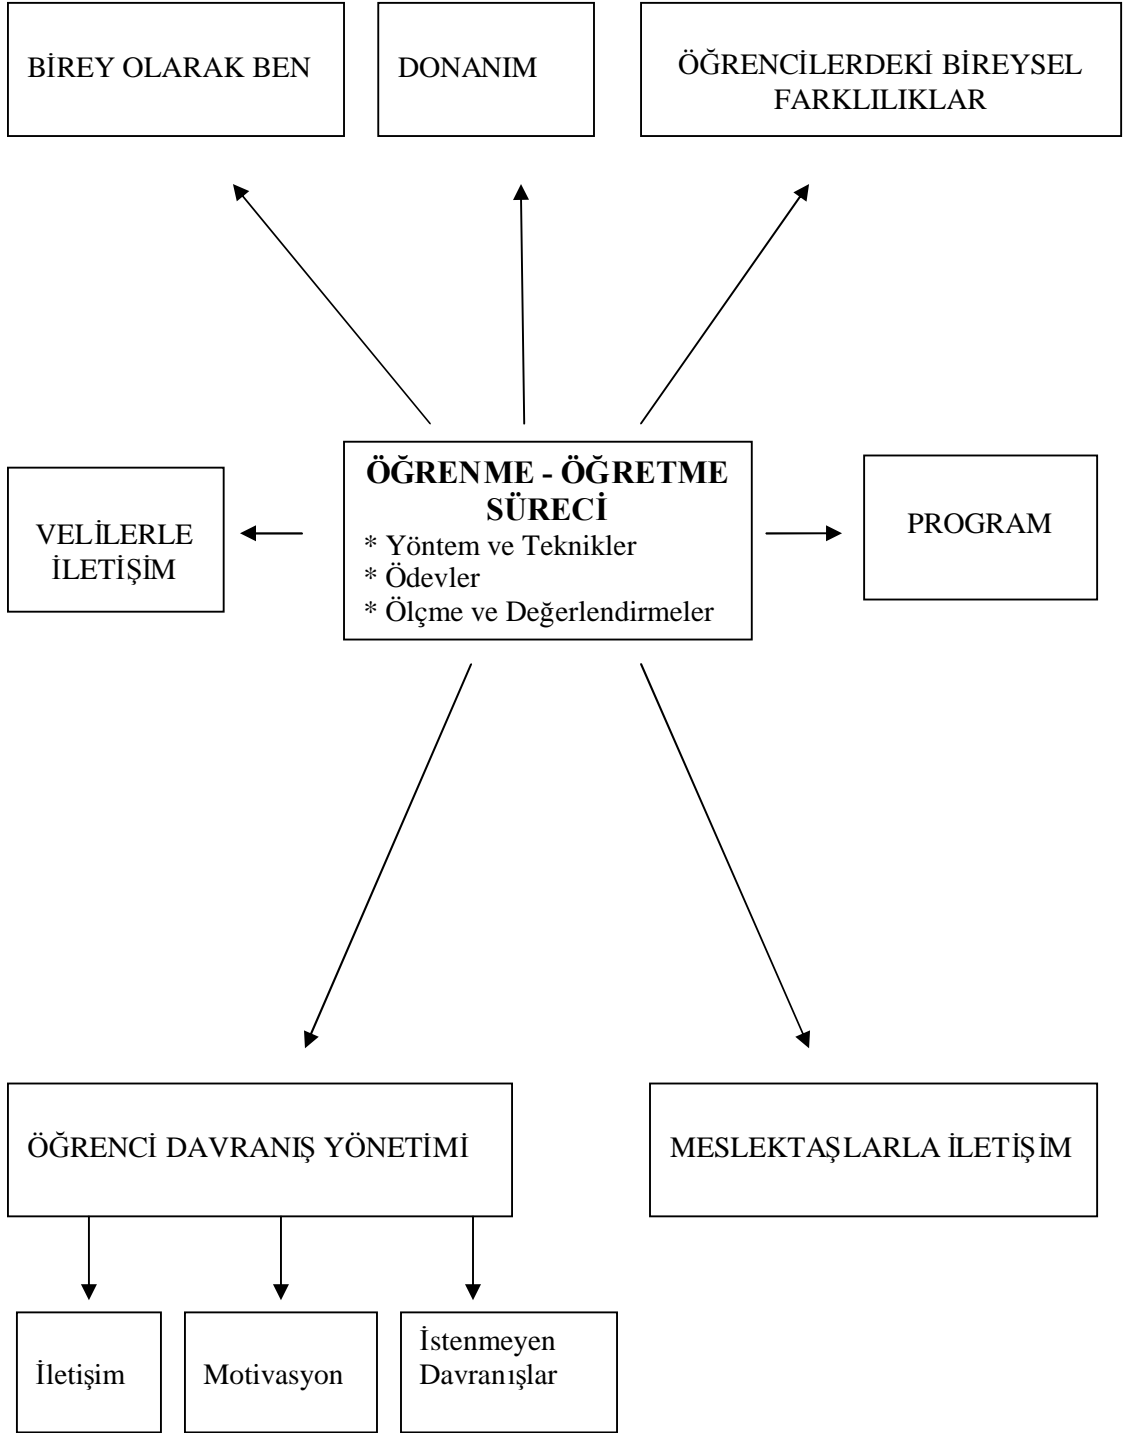 BİREY OLARAK BEN
DONANIM
ÖĞRENCİLERDEKİ BİREYSEL
FARKLILIKLAR
ÖĞRENME - ÖĞRETME
SÜRECİ
* Yöntem ve Teknikler
* Ödevler
* Ölçme ve Değerlendirmeler
VELİLERLE
İLETİŞİM
PROGRAM
ÖĞRENCİ DAVRANIŞ YÖNETİMİ
MESLEKTAŞLARLA İLETİŞİM
İletişim
Motivasyon
İstenmeyen
Davranışlar